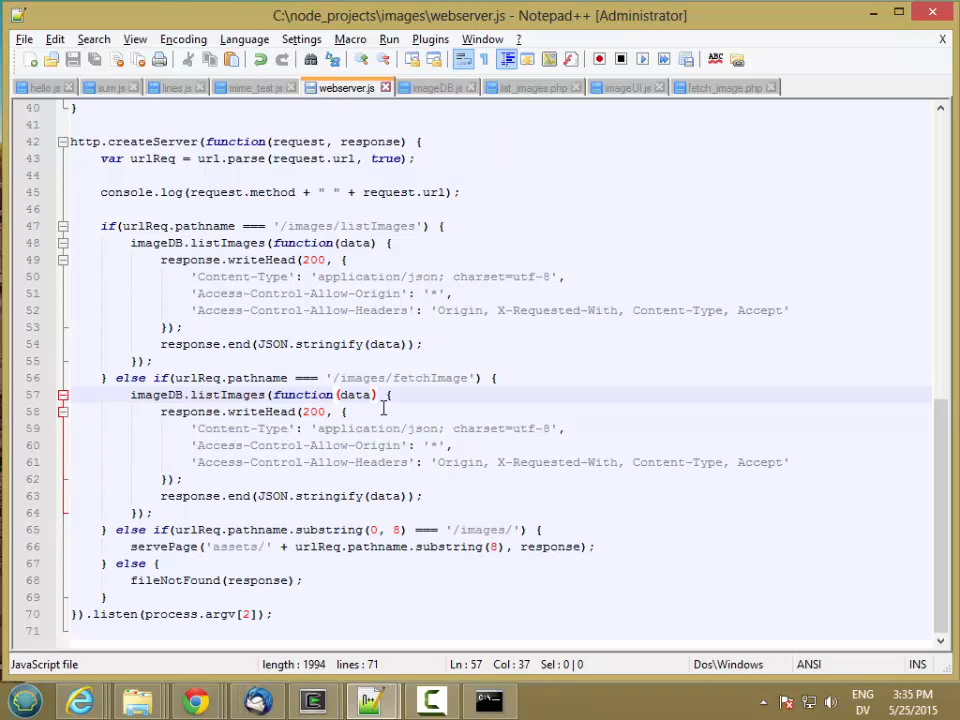 C:\node_projects\images\webserver.js - Notepad++ [Administrator]
File Edit Search View Encoding Language Settings Macro Run Plugins Window ? X
ABC
hello.js sum.js lines.js mime_test.js webserver.js imageDB.js list_images.php imageUI.js fetch_image.php
40 }
41
42 http.createServer(function(request, response) {
43 var urlReq = url.parse(request.url, true);
44
45 console.log(request.method + " " + request.url);
46
47 if(urlReq.pathname === '/images/listImages') {
48 imageDB.listImages(function(data) {
49 response.writeHead(200, {
50 'Content-Type': 'application/json; charset=utf-8',
51 'Access-Control-Allow-Origin': '*',
52 'Access-Control-Allow-Headers': 'Origin, X-Requested-With, Content-Type, Accept'
53 });
54 response.end(JSON.stringify(data));
55 });
56 } else if(urlReq.pathname === '/images/fetchImage') {
57 imageDB.listImages(function(data) {
58 response.writeHead(200, {
59 'Content-Type': 'application/json; charset=utf-8',
60 'Access-Control-Allow-Origin': '*',
61 'Access-Control-Allow-Headers': 'Origin, X-Requested-With, Content-Type, Accept'
62 });
63 response.end(JSON.stringify(data));
64 });
65 } else if(urlReq.pathname.substring(0, 8) === '/images/') {
66 servePage('assets/' + urlReq.pathname.substring(8), response);
67 } else {
68 fileNotFound(response);
69 }
70 }).listen(process.argv[2]);
71
JavaScript file length : 1994 lines : 71 Ln : 57 Col : 37 Sel : 0 | 0 Dos\Windows ANSI INS
ENG 3:35 PM
DV 5/25/2015